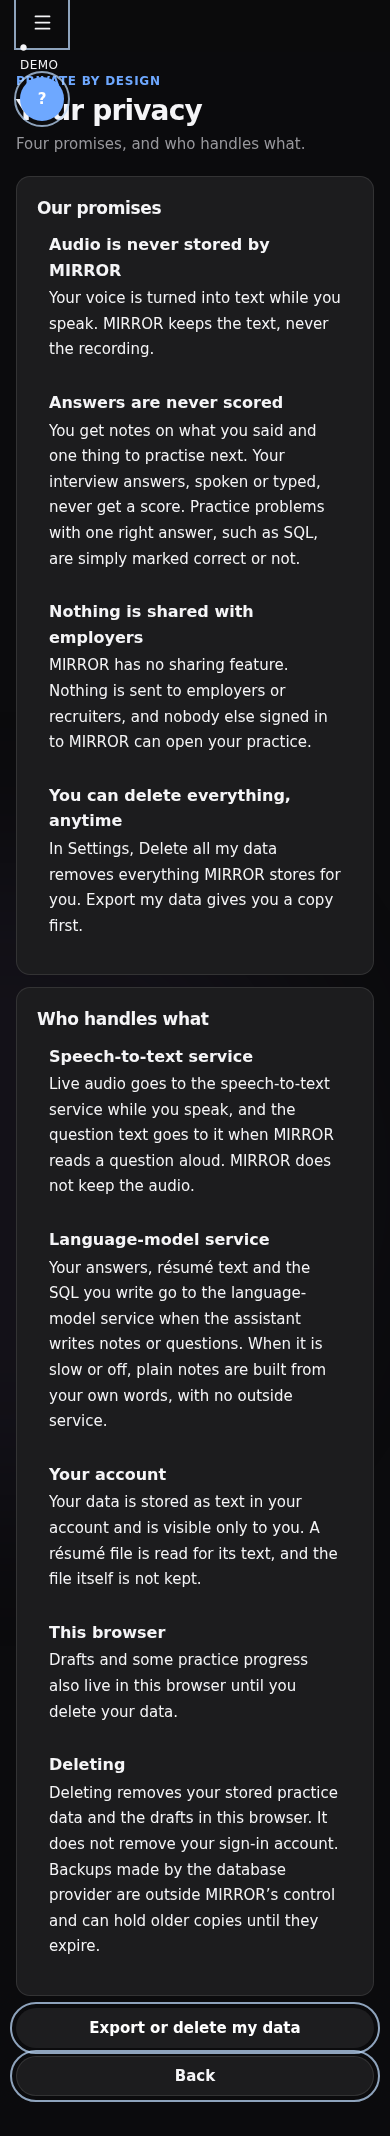 DEMO
PRIVATE BY DESIGN
?
Your privacy
Four promises, and who handles what.
Our promises
Audio is never stored by
MIRROR
Your voice is turned into text while you
speak. MIRROR keeps the text, never
the recording.
Answers are never scored
You get notes on what you said and
one thing to practise next. Your
interview answers, spoken or typed,
never get a score. Practice problems
with one right answer, such as SQL,
are simply marked correct or not.
Nothing is shared with
employers
MIRROR has no sharing feature.
Nothing is sent to employers or
recruiters, and nobody else signed in
to MIRROR can open your practice.
You can delete everything,
anytime
In Settings, Delete all my data
removes everything MIRROR stores for
you. Export my data gives you a copy
first.
Who handles what
Speech-to-text service
Live audio goes to the speech-to-text
service while you speak, and the
question text goes to it when MIRROR
reads a question aloud. MIRROR does
not keep the audio.
Language-model service
Your answers, résumé text and the
SQL you write go to the language-
model service when the assistant
writes notes or questions. When it is
slow or off, plain notes are built from
your own words, with no outside
service.
Your account
Your data is stored as text in your
account and is visible only to you. A
résumé file is read for its text, and the
file itself is not kept.
This browser
Drafts and some practice progress
also live in this browser until you
delete your data.
Deleting
Deleting removes your stored practice
data and the drafts in this browser. It
does not remove your sign-in account.
Backups made by the database
provider are outside MIRROR’s control
and can hold older copies until they
expire.
Export or delete my data
Back